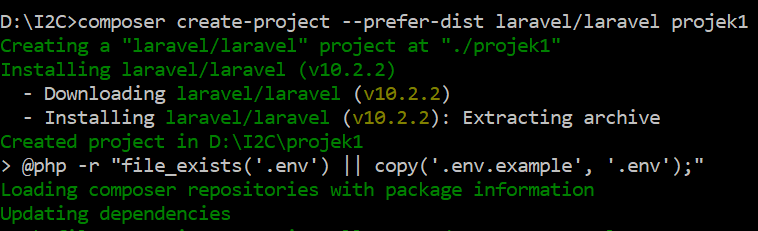 D:\I2C>composer create-project --prefer-dist laravel/laravel projek1
Creating a "laravel/laravel" project at "./projek1"
Installing laravel/laravel (v10.2.2)
  - Downloading laravel/laravel (v10.2.2)
  - Installing laravel/laravel (v10.2.2): Extracting archive
Created project in D:\I2C\projek1
> @php -r "file_exists('.env') || copy('.env.example', '.env');"
Loading composer repositories with package information
Updating dependencies